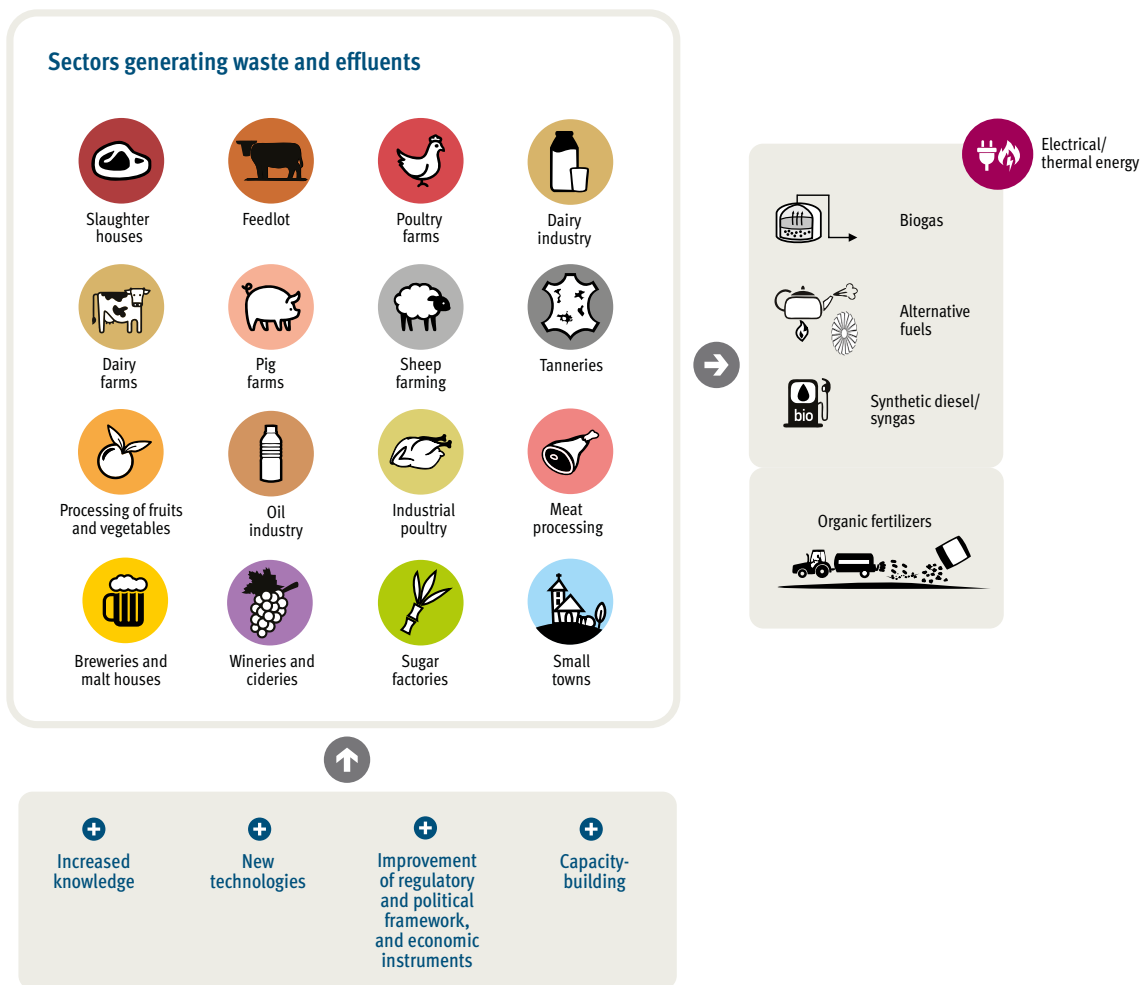 Sectors generating waste and effluents
Slaughter
houses
Feedlot
Poultry
farms
Dairy
industry
Dairy
farms
Pig
farms
Sheep
farming
Tanneries
Processing of fruits
and vegetables
Oil
industry
Industrial
poultry
Meat
processing
Breweries and
malt houses
Wineries and
cideries
Sugar
factories
Small
towns
Electrical/
thermal energy
Biogas
Alternative
fuels
bio
Synthetic diesel/
syngas
Organic fertilizers
Increased
knowledge
New
technologies
Improvement
of regulatory
and political
framework,
and economic
instruments
Capacity-
building